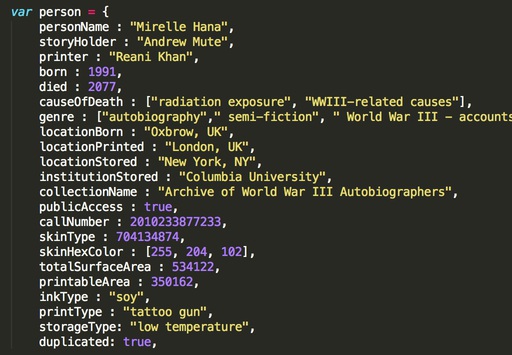 var person = {
personName : "Mirelle Hana",
storyHolder : "Andrew Mute",
printer : "Reani Khan",
born : 1991,
died : 2077,
causeOfDeath : ["radiation exposure", "WWIII-related causes"],
genre : ["autobiography"," semi-fiction", " World War III - accounts
locationBorn : "Oxbrow, UK",
locationPrinted : "London, UK",
locationStored : "New York, NY",
institutionStored : "Columbia University",
collectionName : "Archive of World War III Autobiographers",
publicAccess : true,
callNumber : 2010233877233,
skinType : 704134874,
skinHexColor : [255, 204, 102],
totalSurfaceArea : 534122,
printableArea : 350162,
inkType : "soy",
printType : "tattoo gun",
storageType: "low temperature",
duplicated: true,